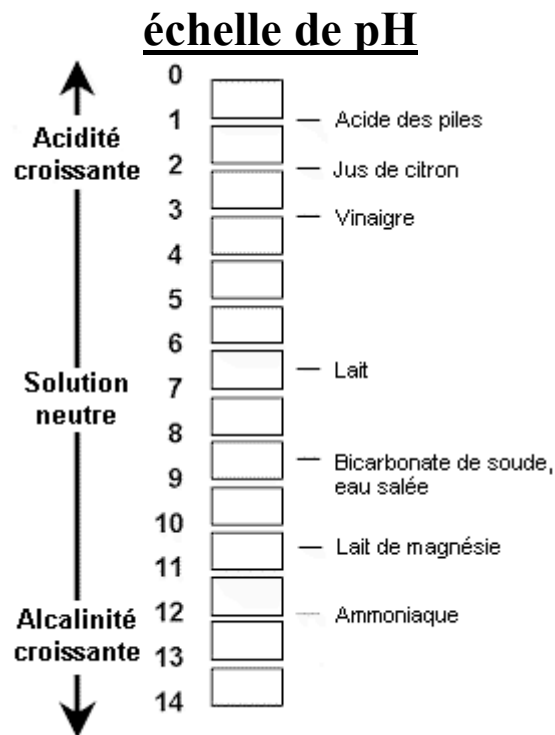 échelle de pH
0
1
Acide des piles
Acidité
croissante
2
Jus de citron
3
Vinaigre
4
5
6
Lait
Solution
neutre
7
8
Bicarbonate de soude,
eau salée
9
10
Lait de magnésie
11
Alcalinité
croissante
12
Ammoniaque
13
14